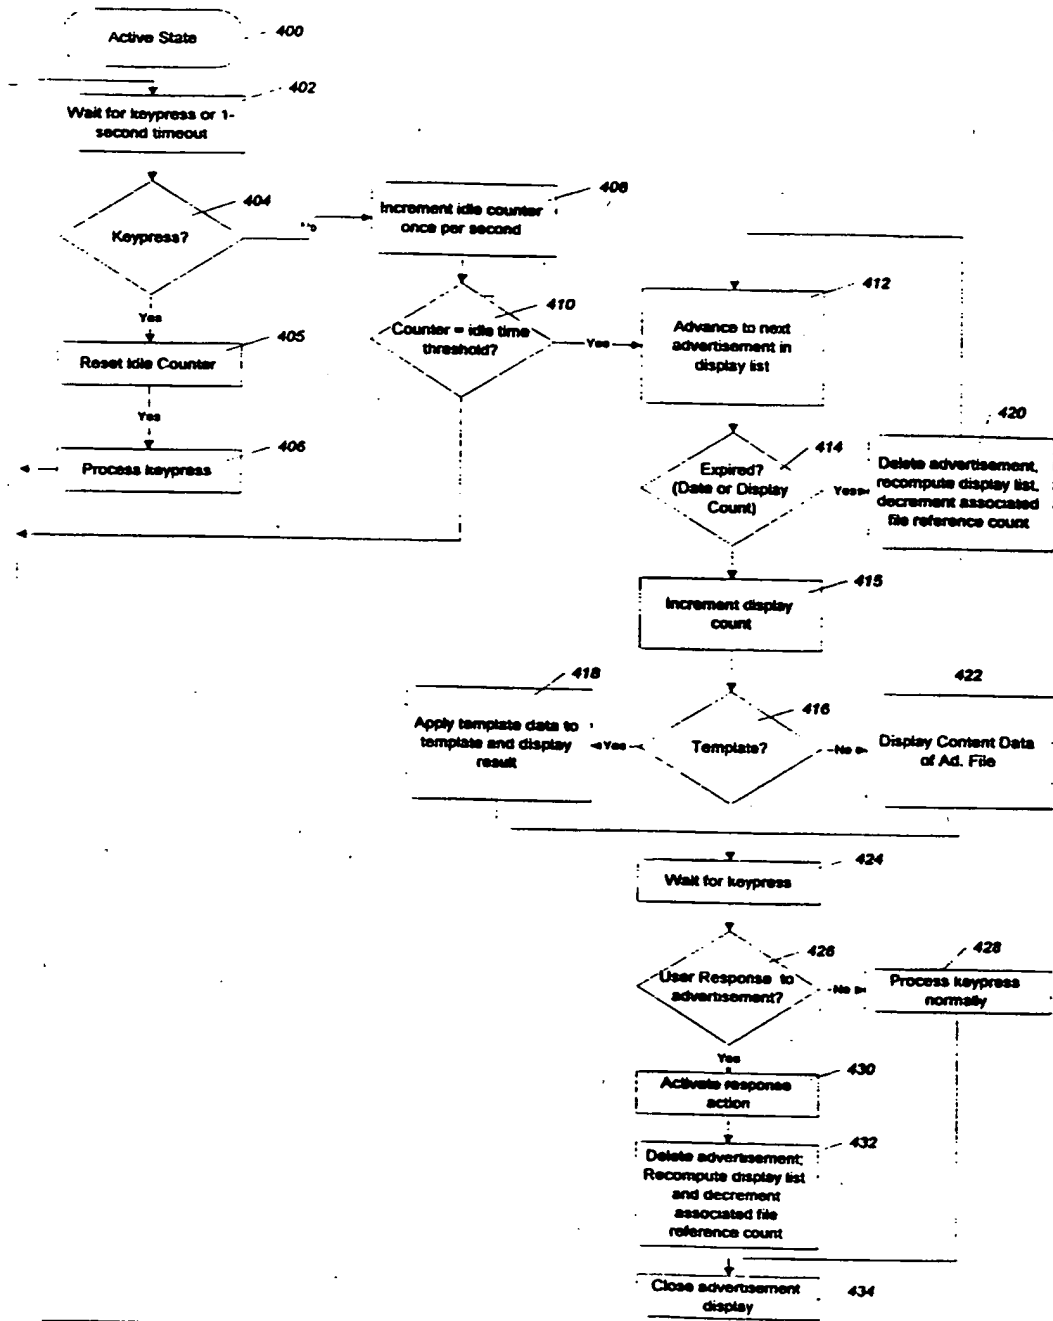 Active State
400
402
Wait for keypress or 1-
second timeout
404
Keypress?
No
408
Increment idle counter
once per second
Yes
405
Reset Idle Counter
Yes
406
Process keypress
410
Counter = idle time
threshold?
Yes
412
Advance to next
advertisement in
display list
414
Expired?
(Date or Display
Count)
Yes
420
Delete advertisement,
recompute display list,
decrement associated
file reference count
415
Increment display
count
416
Template?
Yes
418
Apply template data to
template and display
result
No
422
Display Content Data
of Ad. File
424
Wait for keypress
426
User Response to
advertisement?
No
428
Process keypress
normally
Yes
430
Activate response
action
432
Delete advertisement;
Recompute display list
and decrement
associated file
reference count
434
Close advertisement
display